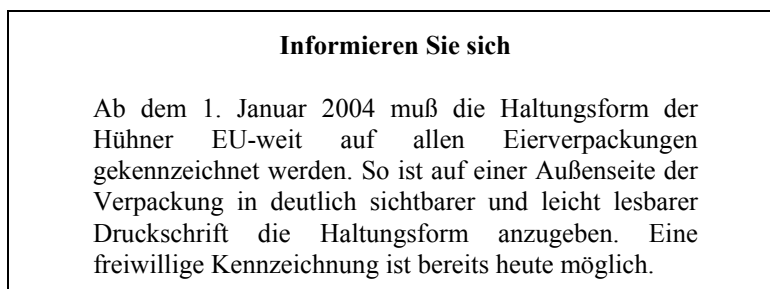 Informieren Sie sich
Ab dem 1. Januar 2004 muß die Haltungsform der
Hühner EU-weit auf allen Eierverpackungen
gekennzeichnet werden. So ist auf einer Außenseite der
Verpackung in deutlich sichtbarer und leicht lesbarer
Druckschrift die Haltungsform anzugeben. Eine
freiwillige Kennzeichnung ist bereits heute möglich.